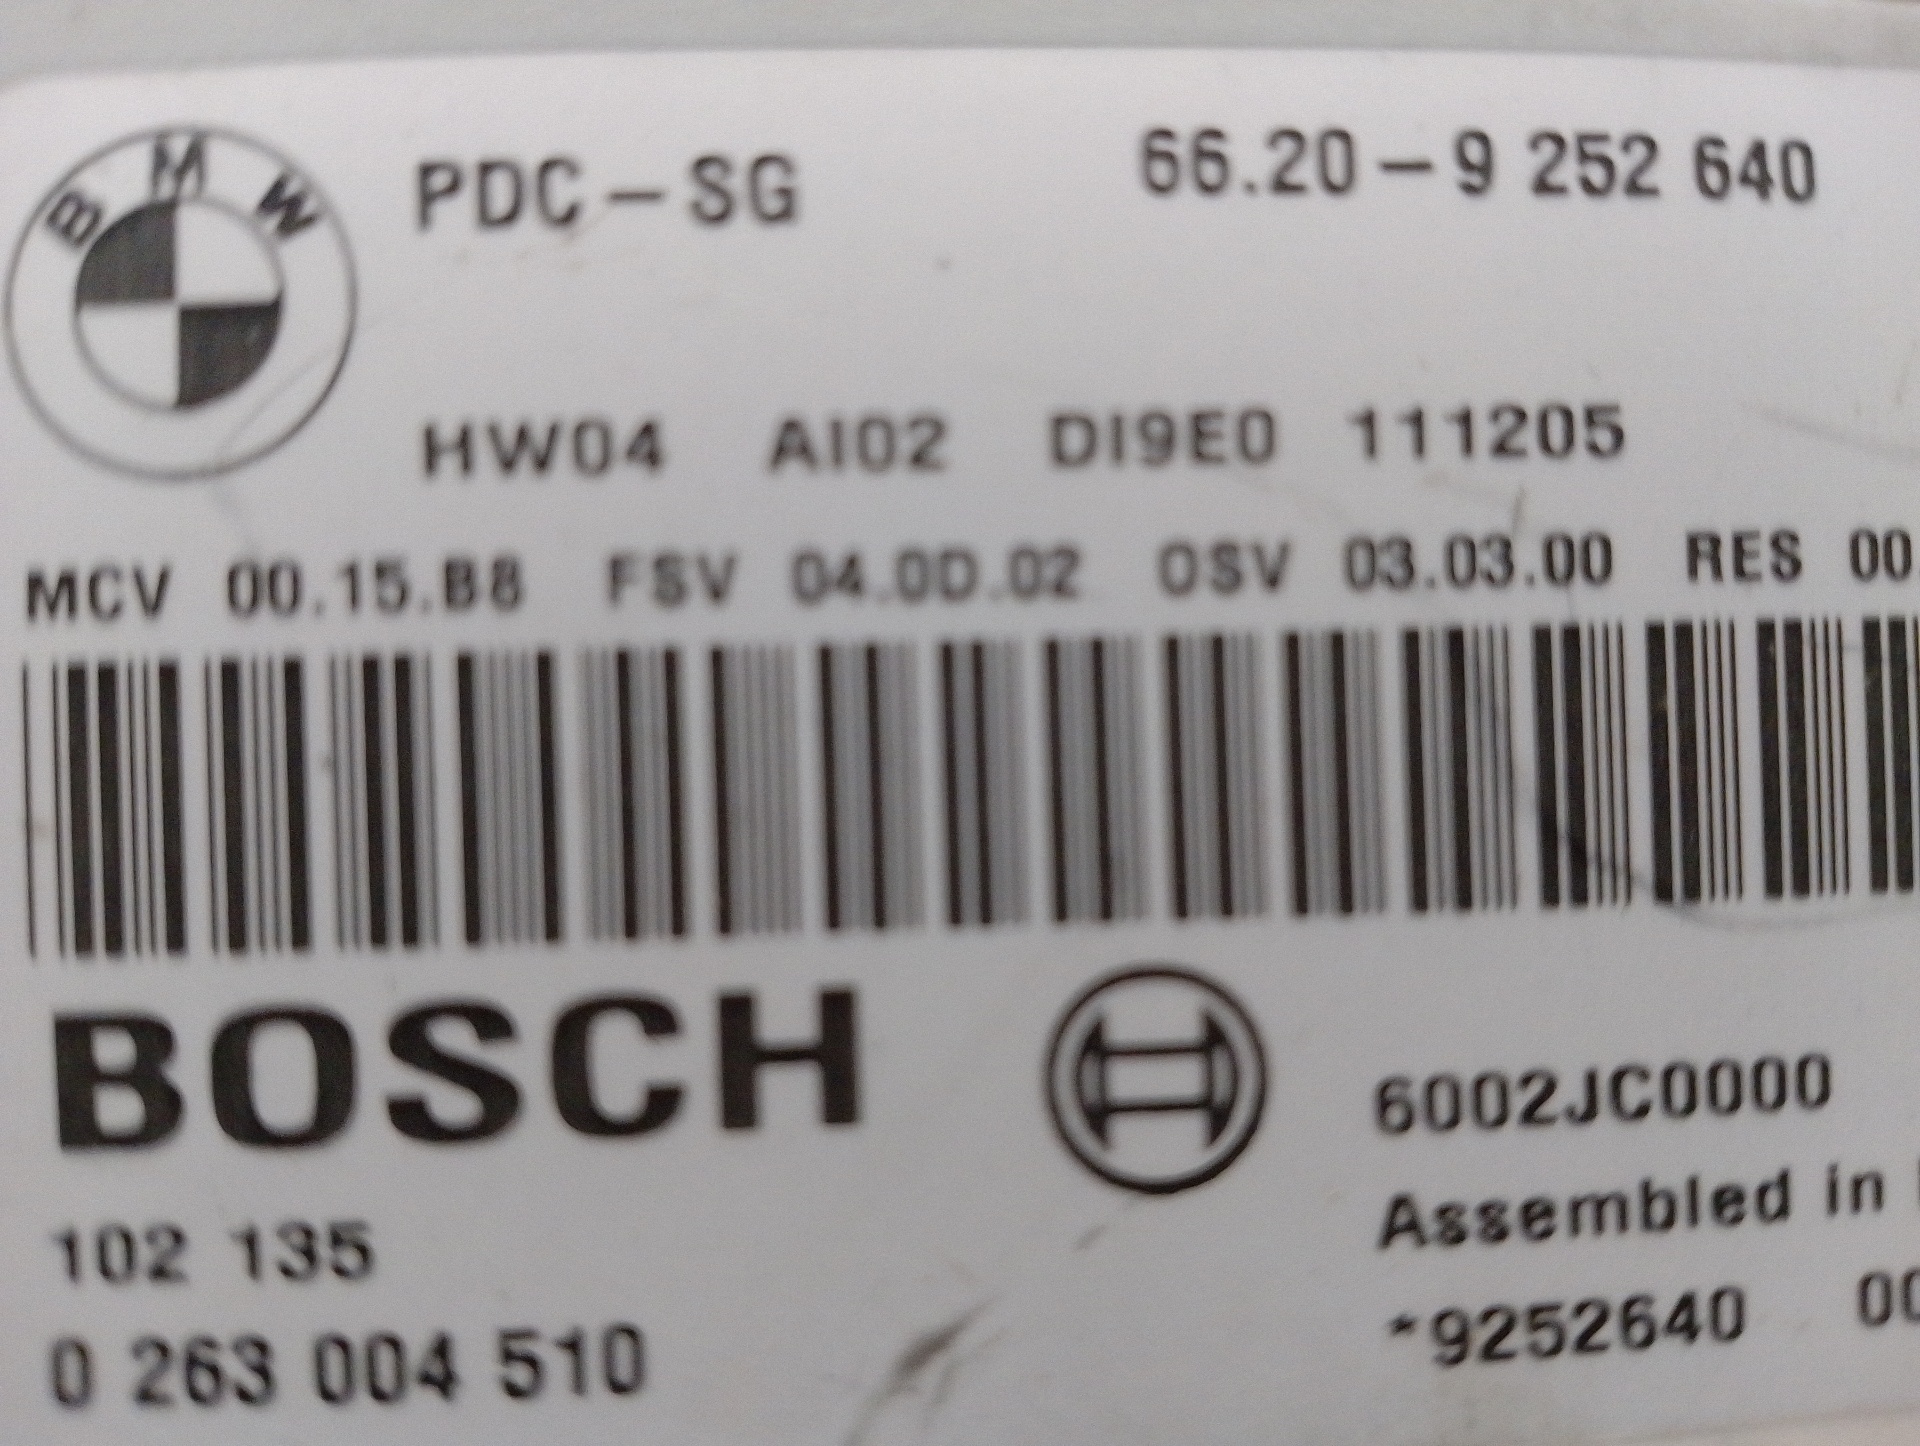 BMW
PDC-SG 66.20-9 252 640
HW04 AI02 DI9E0 111205
MCV 00.15.B8 FSV 04.0D.02 OSV 03.03.00 RES 00.
BOSCH
6002JC0000
Assembled in
102 135
*9252640 00
0 263 004 510